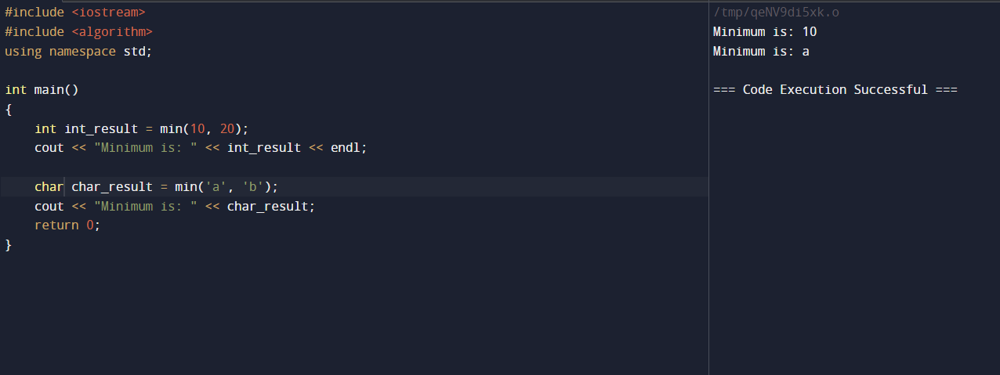 #include <iostream>
#include <algorithm>
using namespace std;

int main()
{
    int int_result = min(10, 20);
    cout << "Minimum is: " << int_result << endl;

    char char_result = min('a', 'b');
    cout << "Minimum is: " << char_result;
    return 0;
}
/tmp/qeNV9di5xk.o
Minimum is: 10
Minimum is: a

=== Code Execution Successful ===